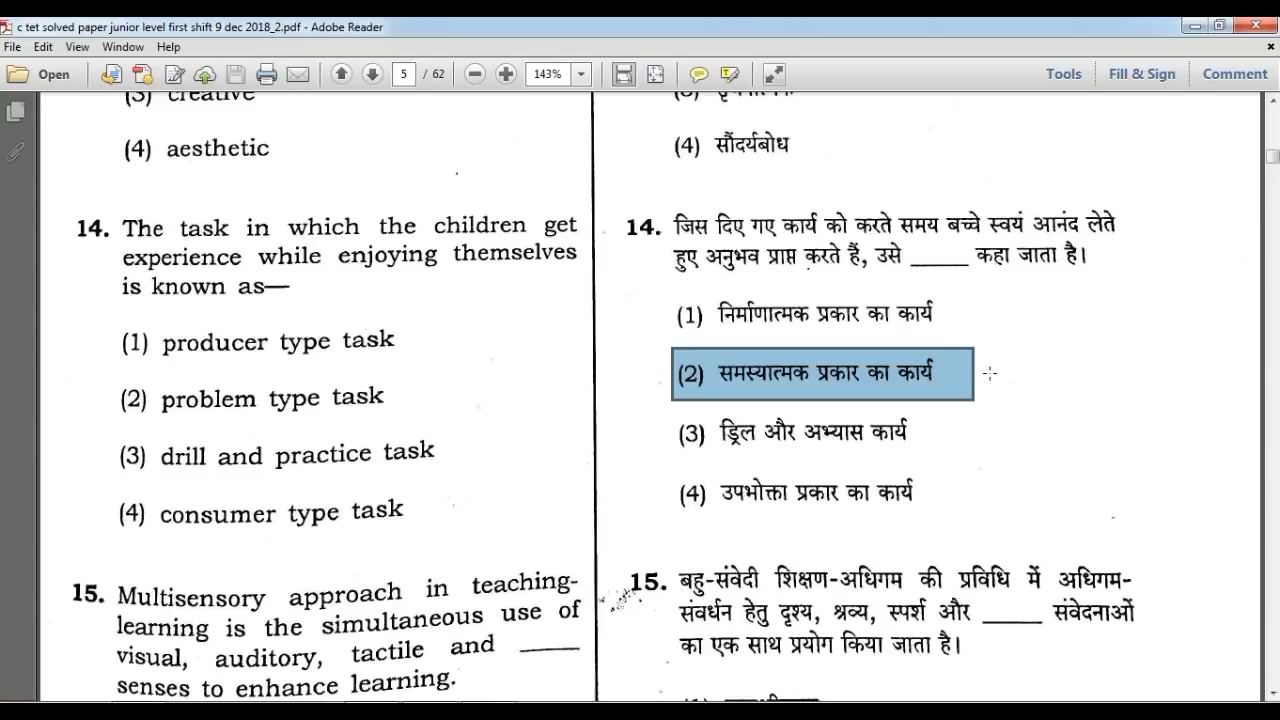 c tet solved paper junior level first shift 9 dec 2018_2.pdf - Adobe Reader
File Edit View Window Help
Open 5 / 62 143% Tools Fill & Sign Comment
(3) creative
(4) aesthetic
14. The task in which the children get
experience while enjoying themselves
is known as—
(1) producer type task
(2) problem type task
(3) drill and practice task
(4) consumer type task
15. Multisensory approach in teaching-
learning is the simultaneous use of
visual, auditory, tactile and _____
senses to enhance learning.
(4) सौंदर्यबोध
14. जिस दिए गए कार्य को करते समय बच्चे स्वयं आनंद लेते
हुए अनुभव प्राप्त करते हैं, उसे _____ कहा जाता है।
(1) निर्माणात्मक प्रकार का कार्य
(2) समस्यात्मक प्रकार का कार्य
(3) ड्रिल और अभ्यास कार्य
(4) उपभोक्ता प्रकार का कार्य
15. बहु-संवेदी शिक्षण-अधिगम की प्रविधि में अधिगम-
संवर्धन हेतु दृश्य, श्रव्य, स्पर्श और _____ संवेदनाओं
का एक साथ प्रयोग किया जाता है।